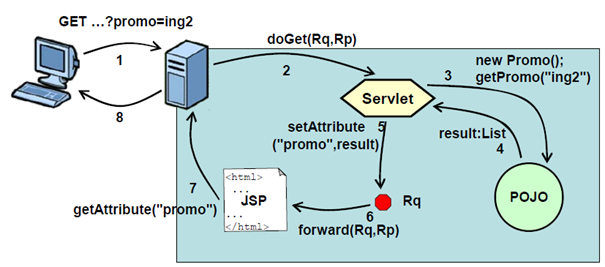 GET ...?promo=ing2
1
8
doGet(Rq,Rp)
2
Servlet
new Promo();
3
getPromo("ing2")
result:List
4
POJO
setAttribute
5
("promo",result)
Rq
6
forward(Rq,Rp)
<html>
...
JSP
...
</html>
7
getAttribute("promo")